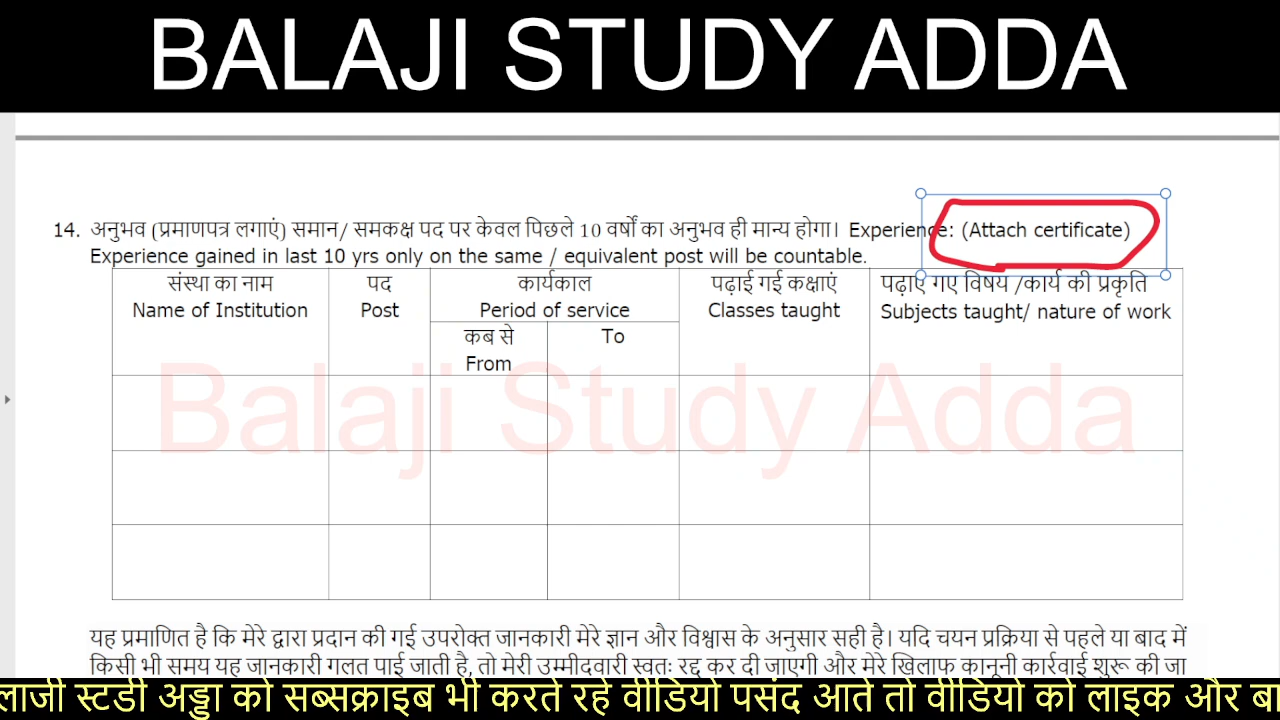 BALAJI STUDY ADDA
14. अनुभव (प्रमाणपत्र लगाएं) समान/ समकक्ष पद पर केवल पिछले 10 वर्षों का अनुभव ही मान्य होगा। Experience: (Attach certificate)
Experience gained in last 10 yrs only on the same / equivalent post will be countable.
संस्था का नाम
Name of Institution
पद
Post
कार्यकाल
Period of service
कब से
From
To
पढ़ाई गई कक्षाएं
Classes taught
पढ़ाए गए विषय /कार्य की प्रकृति
Subjects taught/ nature of work
Balaji Study Adda
यह प्रमाणित है कि मेरे द्वारा प्रदान की गई उपरोक्त जानकारी मेरे ज्ञान और विश्वास के अनुसार सही है। यदि चयन प्रक्रिया से पहले या बाद में
किसी भी समय यह जानकारी गलत पाई जाती है, तो मेरी उम्मीदवारी स्वतः रद्द कर दी जाएगी और मेरे खिलाफ कानूनी कार्रवाई शुरू की जा
लाजी स्टडी अड्डा को सब्सक्राइब भी करते रहे वीडियो पसंद आते तो वीडियो को लाइक और बा